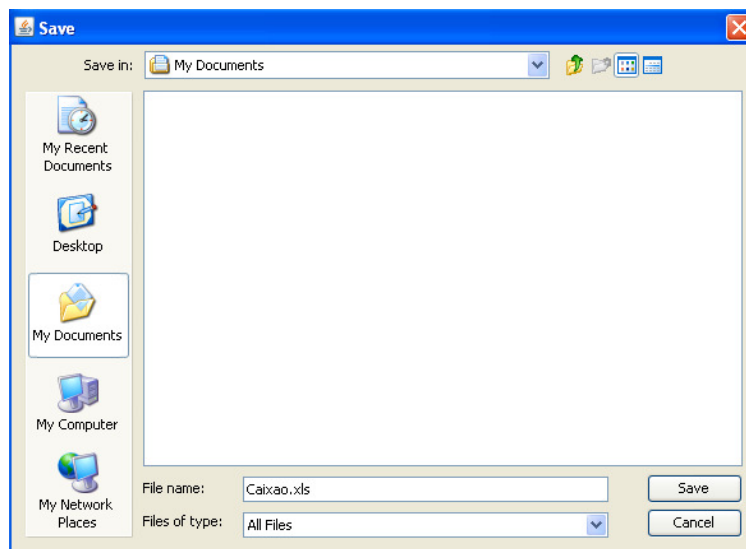 Save
Save in:
My Documents
My Recent
Documents
Desktop
My Documents
My Computer
My Network
Places
File name:
Caixao.xls
Save
Files of type:
All Files
Cancel